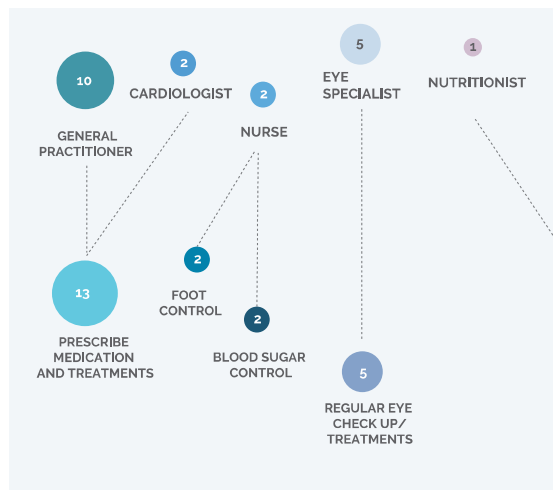 10
GENERAL
PRACTITIONER
2
CARDIOLOGIST
2
NURSE
5
EYE
SPECIALIST
1
NUTRITIONIST
13
PRESCRIBE
MEDICATION
AND TREATMENTS
2
FOOT
CONTROL
2
BLOOD SUGAR
CONTROL
5
REGULAR EYE
CHECK UP/
TREATMENTS